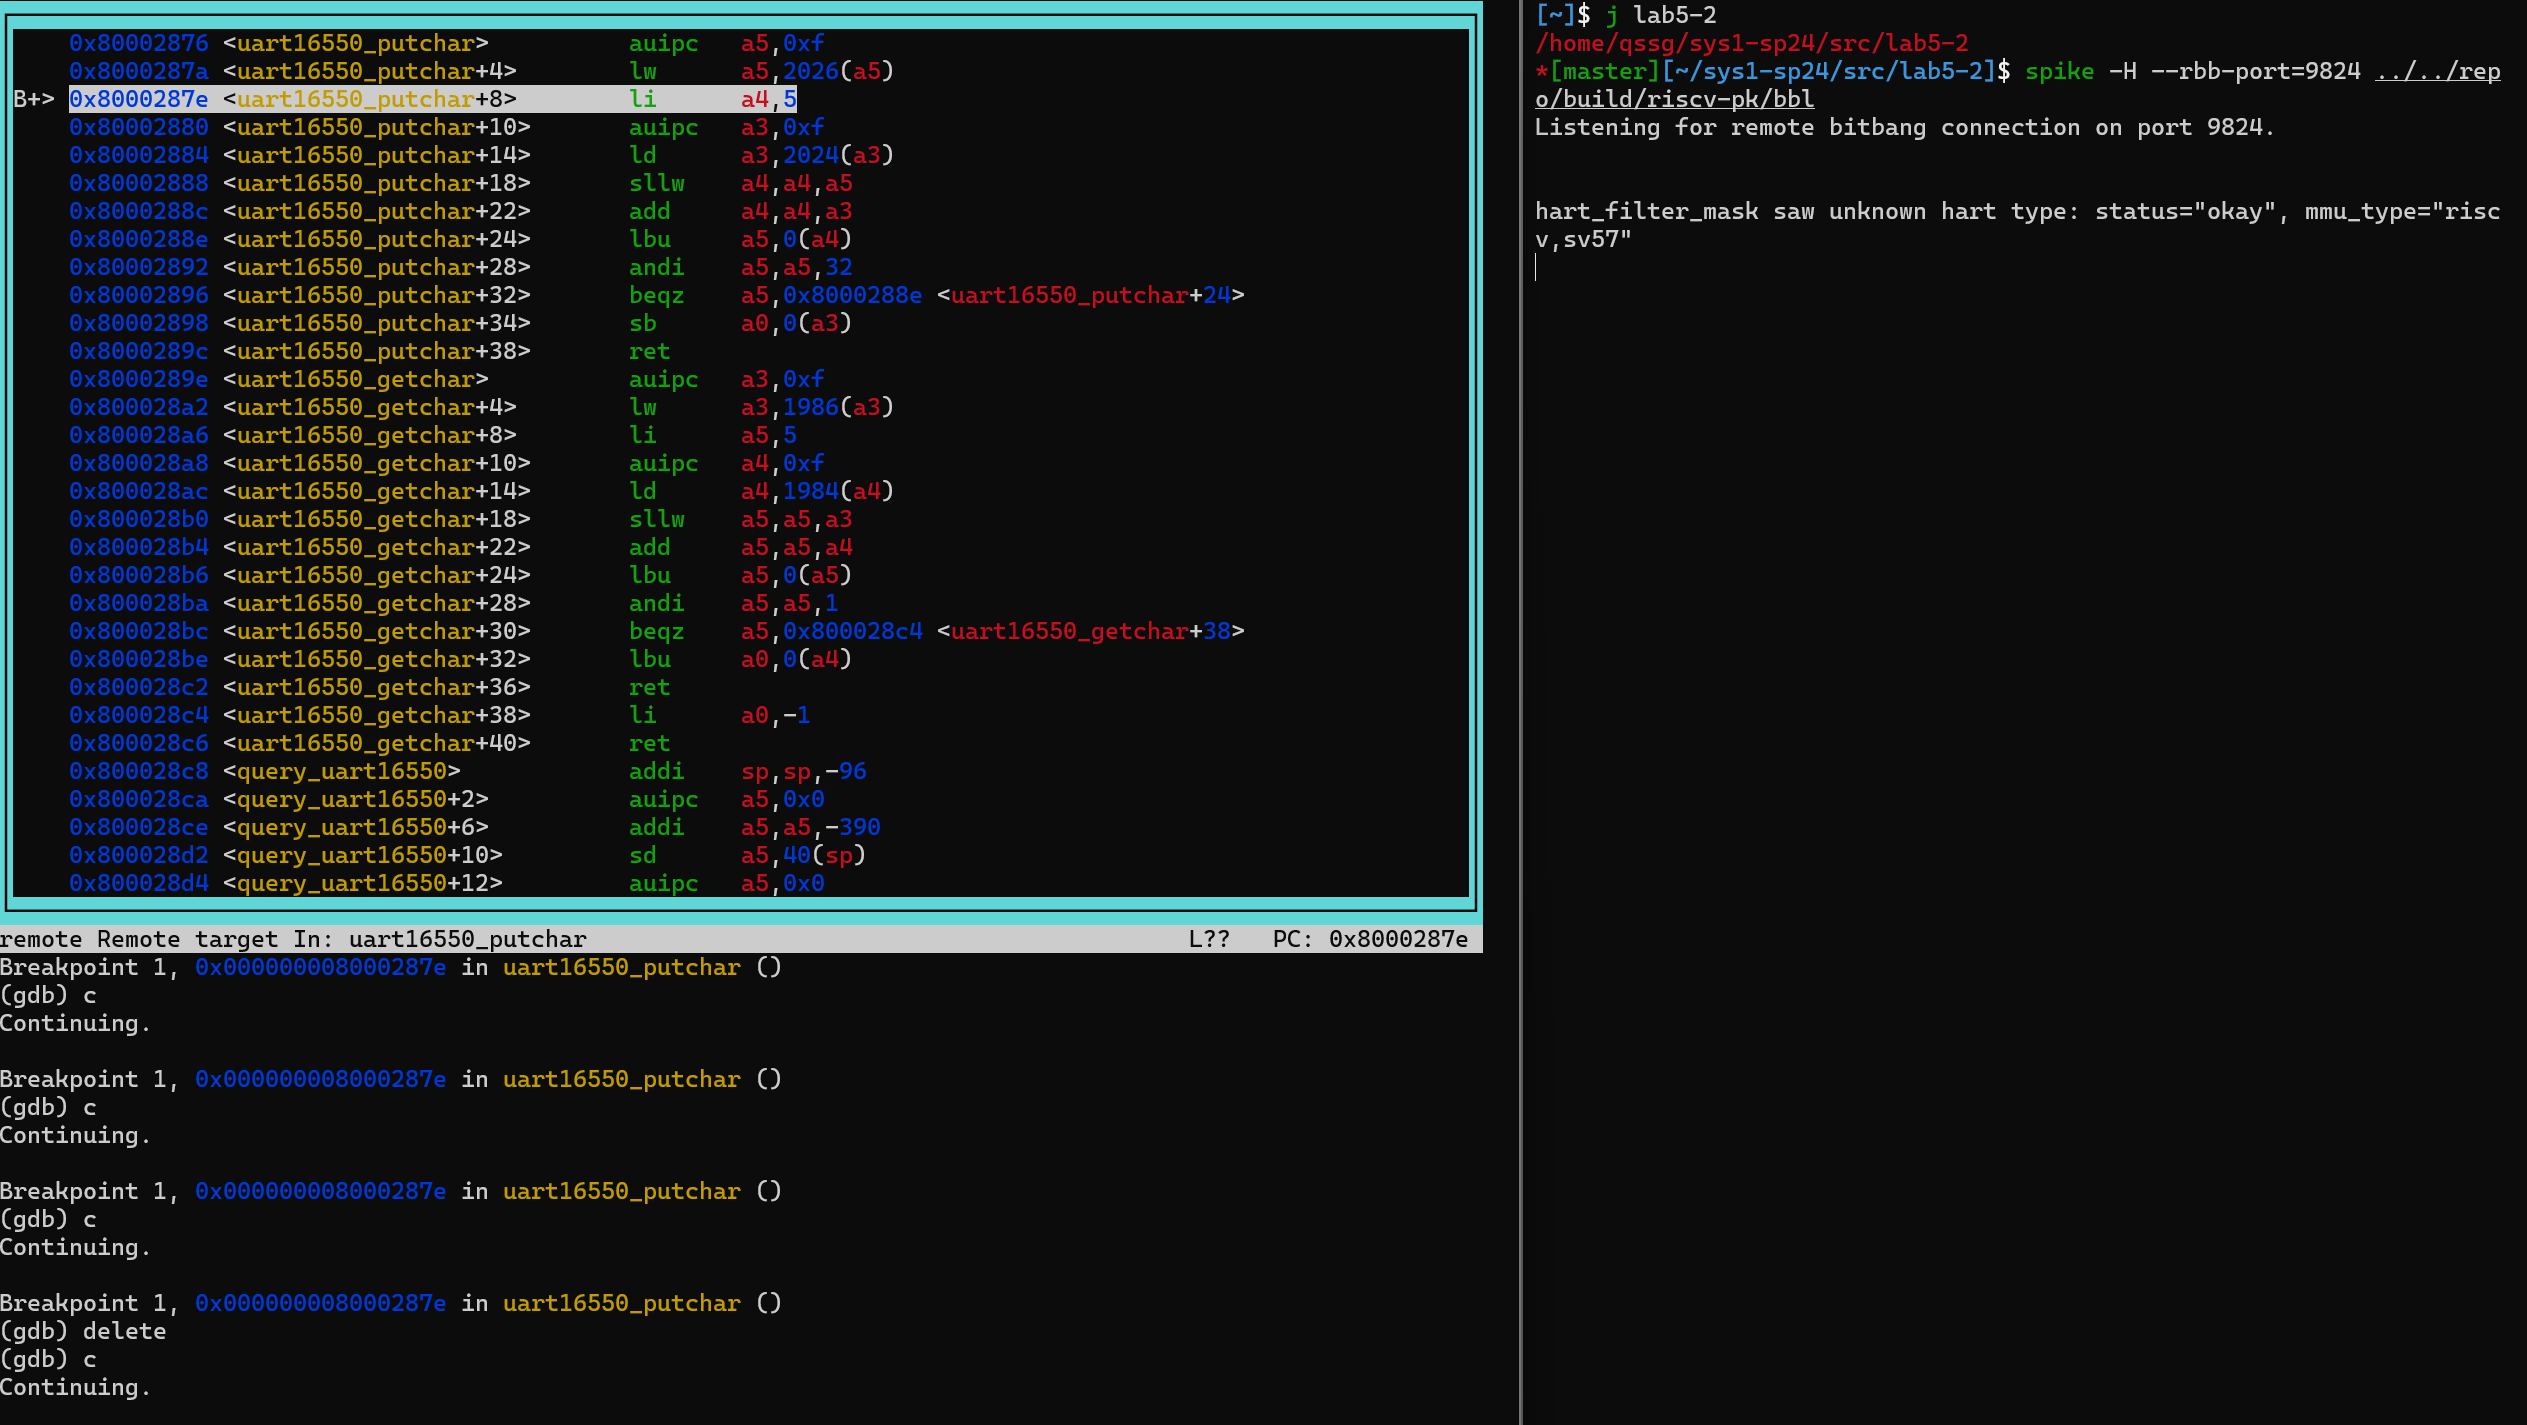 0x80002876 <uart16550_putchar> auipc a5,0xf
0x8000287a <uart16550_putchar+4> lw a5,2026(a5)
B+> 0x8000287e <uart16550_putchar+8> li a4,5
0x80002880 <uart16550_putchar+10> auipc a3,0xf
0x80002884 <uart16550_putchar+14> ld a3,2024(a3)
0x80002888 <uart16550_putchar+18> sllw a4,a4,a5
0x8000288c <uart16550_putchar+22> add a4,a4,a3
0x8000288e <uart16550_putchar+24> lbu a5,0(a4)
0x80002892 <uart16550_putchar+28> andi a5,a5,32
0x80002896 <uart16550_putchar+32> beqz a5,0x8000288e <uart16550_putchar+24>
0x80002898 <uart16550_putchar+34> sb a0,0(a3)
0x8000289c <uart16550_putchar+38> ret
0x8000289e <uart16550_getchar> auipc a3,0xf
0x800028a2 <uart16550_getchar+4> lw a3,1986(a3)
0x800028a6 <uart16550_getchar+8> li a5,5
0x800028a8 <uart16550_getchar+10> auipc a4,0xf
0x800028ac <uart16550_getchar+14> ld a4,1984(a4)
0x800028b0 <uart16550_getchar+18> sllw a5,a5,a3
0x800028b4 <uart16550_getchar+22> add a5,a5,a4
0x800028b6 <uart16550_getchar+24> lbu a5,0(a5)
0x800028ba <uart16550_getchar+28> andi a5,a5,1
0x800028bc <uart16550_getchar+30> beqz a5,0x800028c4 <uart16550_getchar+38>
0x800028be <uart16550_getchar+32> lbu a0,0(a4)
0x800028c2 <uart16550_getchar+36> ret
0x800028c4 <uart16550_getchar+38> li a0,-1
0x800028c6 <uart16550_getchar+40> ret
0x800028c8 <query_uart16550> addi sp,sp,-96
0x800028ca <query_uart16550+2> auipc a5,0x0
0x800028ce <query_uart16550+6> addi a5,a5,-390
0x800028d2 <query_uart16550+10> sd a5,40(sp)
0x800028d4 <query_uart16550+12> auipc a5,0x0
remote Remote target In: uart16550_putchar L?? PC: 0x8000287e
Breakpoint 1, 0x000000008000287e in uart16550_putchar ()
(gdb) c
Continuing.
Breakpoint 1, 0x000000008000287e in uart16550_putchar ()
(gdb) c
Continuing.
Breakpoint 1, 0x000000008000287e in uart16550_putchar ()
(gdb) c
Continuing.
Breakpoint 1, 0x000000008000287e in uart16550_putchar ()
(gdb) delete
(gdb) c
Continuing.
[~]$ j lab5-2
/home/qssg/sys1-sp24/src/lab5-2
*[master][~/sys1-sp24/src/lab5-2]$ spike -H --rbb-port=9824 ../../rep
o/build/riscv-pk/bbl
Listening for remote bitbang connection on port 9824.
hart_filter_mask saw unknown hart type: status="okay", mmu_type="risc
v,sv57"